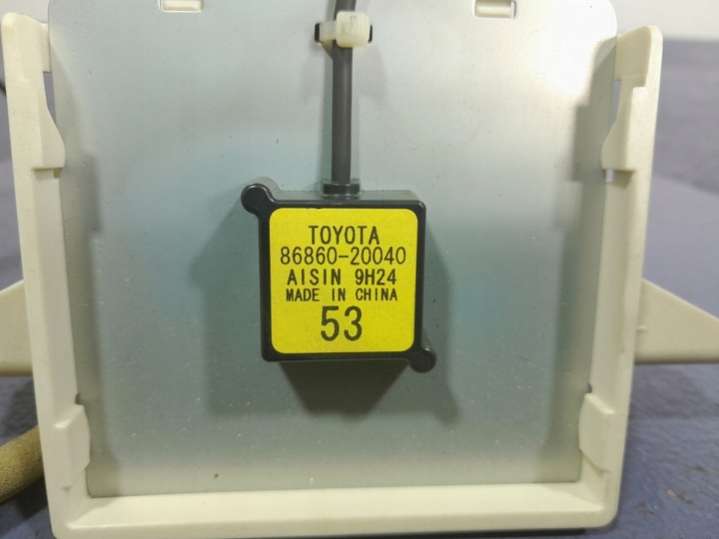 TOYOTA
86860-20040
AISIN 9H24
MADE IN CHINA
53